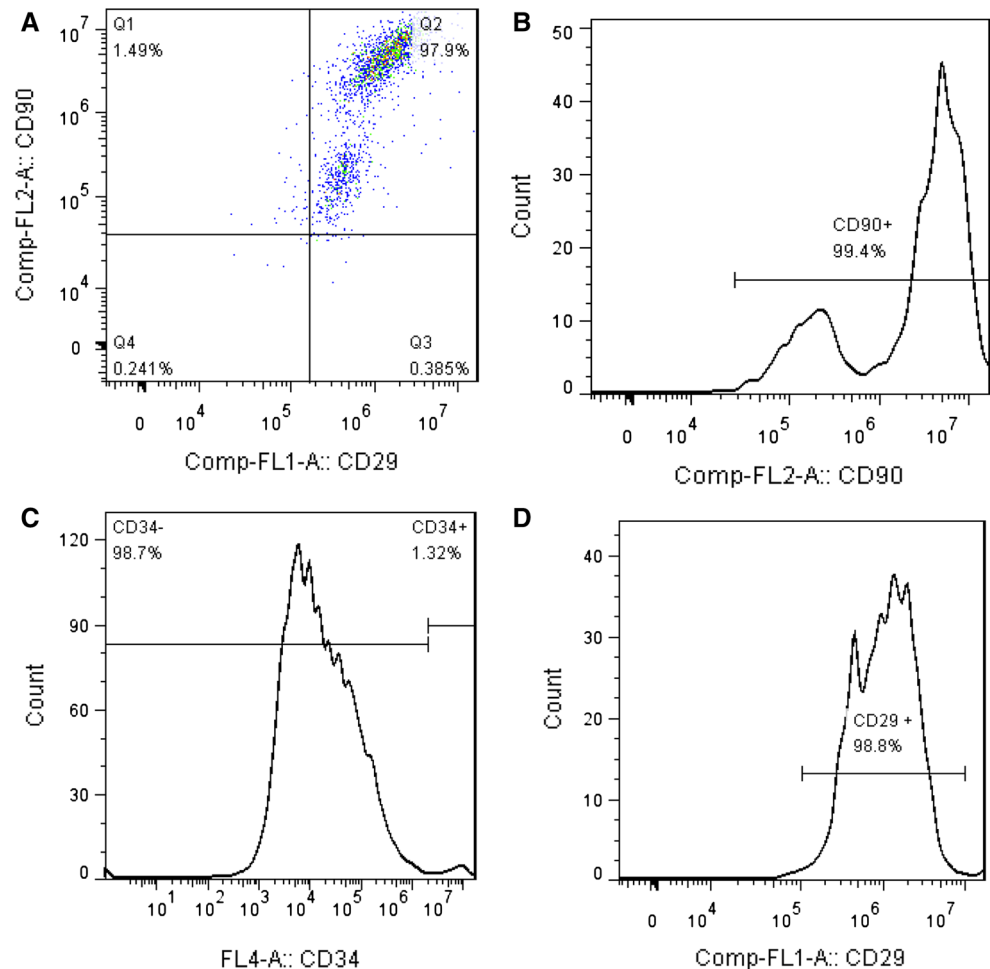 A
Q1
1.49%
Q2
97.9%
Q4
0.241%
Q3
0.385%
10^7
10^6
10^5
10^4
0
Comp-FL2-A:: CD90
0
10^4
10^5
10^6
10^7
Comp-FL1-A:: CD29
B
50
40
30
20
10
0
Count
CD90+
99.4%
0
10^4
10^5
10^6
10^7
Comp-FL2-A:: CD90
C
CD34-
98.7%
CD34+
1.32%
120
90
60
30
0
Count
10^1
10^2
10^3
10^4
10^5
10^6
10^7
FL4-A:: CD34
D
40
30
20
10
0
Count
CD29 +
98.8%
0
10^4
10^5
10^6
10^7
Comp-FL1-A:: CD29